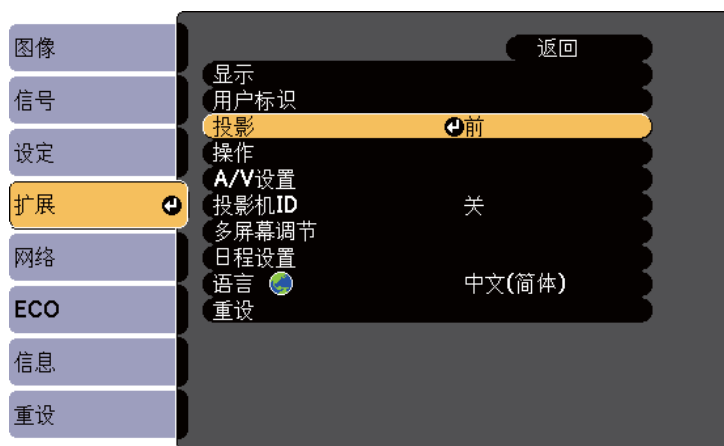 图像
信号
设定
扩展
网络
ECO
信息
重设
返回
显示
用户标识
投影 前
操作
A/V设置
投影机ID 关
多屏幕调节
日程设置
语言 中文(简体)
重设